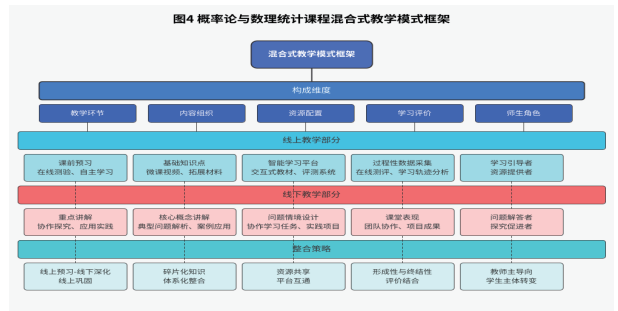 图4 概率论与数理统计课程混合式教学模式框架
混合式教学模式框架
构成维度
教学环节
内容组织
资源配置
学习评价
师生角色
线上教学部分
课前预习
在线测验、自主学习
基础知识点
微课视频、拓展材料
智能学习平台
交互式教材、评测系统
过程性数据采集
在线测评、学习轨迹分析
学习引导者
资源提供者
线下教学部分
重点讲解
协作探究、应用实践
核心概念讲解
典型问题解析、案例应用
问题情境设计
协作学习任务、实践项目
课堂表现
团队协作、项目成果
问题解答者
探究促进者
整合策略
线上预习-线下深化
线上巩固
碎片化知识
体系化整合
资源共享
平台互通
形成性与终结性
评价结合
教师主导向
学生主体转变